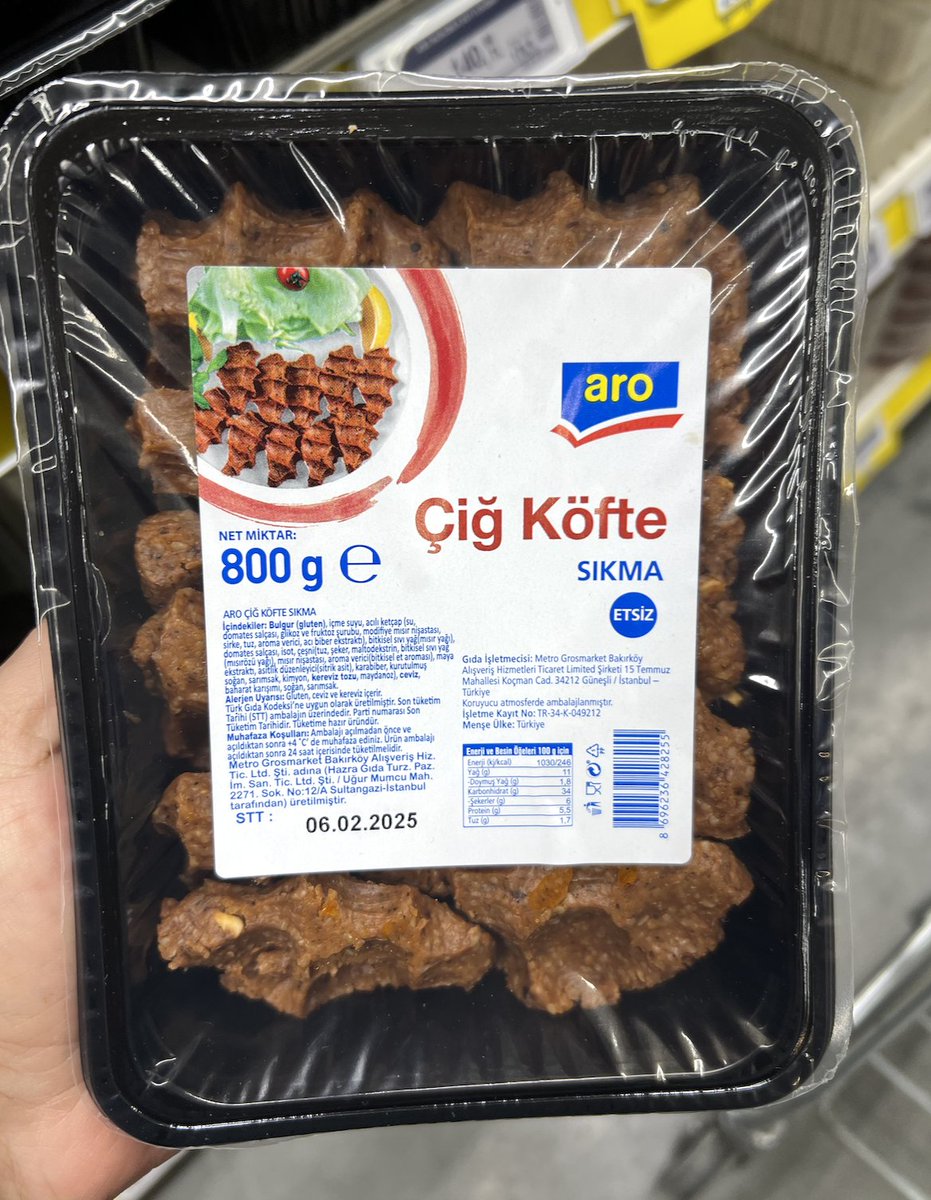 aro
Çiğ Köfte
SIKMA
ETSİZ
NET MİKTAR:
800 g ℮
ARO ÇİĞ KÖFTE SIKMA
İçindekiler: Bulgur (gluten), içme suyu, acılı ketçap (su,
domates salçası, glikoz ve fruktoz şurubu, modifiye mısır nişastası,
sirke, tuz, aroma verici, acı biber ekstraktı), bitkisel sıvı yağ(mısır yağı),
domates salçası, isot, çeşni(tuz, şeker, maltodekstrin, bitkisel sıvı yağ
(mısırözü yağı), mısır nişastası, aroma verici(bitkisel et aroması), maya
ekstraktı, asitlik düzenleyici(sitrik asit), karabiber, kurutulmuş
soğan, sarımsak, kimyon, kereviz tozu, maydanoz), ceviz,
baharat karışımı, soğan, sarımsak.
Alerjen Uyarısı: Gluten, ceviz ve kereviz içerir.
Türk Gıda Kodeksi'ne uygun olarak üretilmiştir. Son tüketim
Tarihi (STT) ambalajın üzerindedir. Parti numarası Son
Tüketim Tarihidir. Tüketime hazır üründür.
Muhafaza Koşulları: Ambalajı açılmadan önce ve
açıldıktan sonra +4 °C' de muhafaza ediniz. Ürün ambalajı
açıldıktan sonra 24 saat içerisinde tüketilmelidir.
Metro Grosmarket Bakırköy Alışveriş Hiz.
Tic. Ltd. Şti. adına (Hazra Gıda Turz. Paz.
İm. San. Tic. Ltd. Şti. / Uğur Mumcu Mah.
2271. Sok. No:12/A Sultangazi-İstanbul
tarafından) üretilmiştir.
STT : 06.02.2025
Gıda İşletmecisi: Metro Grosmarket Bakırköy
Alışveriş Hizmetleri Ticaret Limited Şirketi 15 Temmuz
Mahallesi Koçman Cad. 34212 Güneşli / İstanbul –
Türkiye
Koruyucu atmosferde ambalajlanmıştır.
İşletme Kayıt No: TR-34-K-049212
Menşe Ülke: Türkiye
Enerji ve Besin Öğeleri 100 g için
Enerji (kj/kcal) 1030/246
Yağ (g) 11
-Doymuş Yağ (g) 1,8
Karbonhidrat (g) 34
-Şekerler (g) 6
Protein (g) 5,5
Tuz (g) 1,7
8 696236 428255